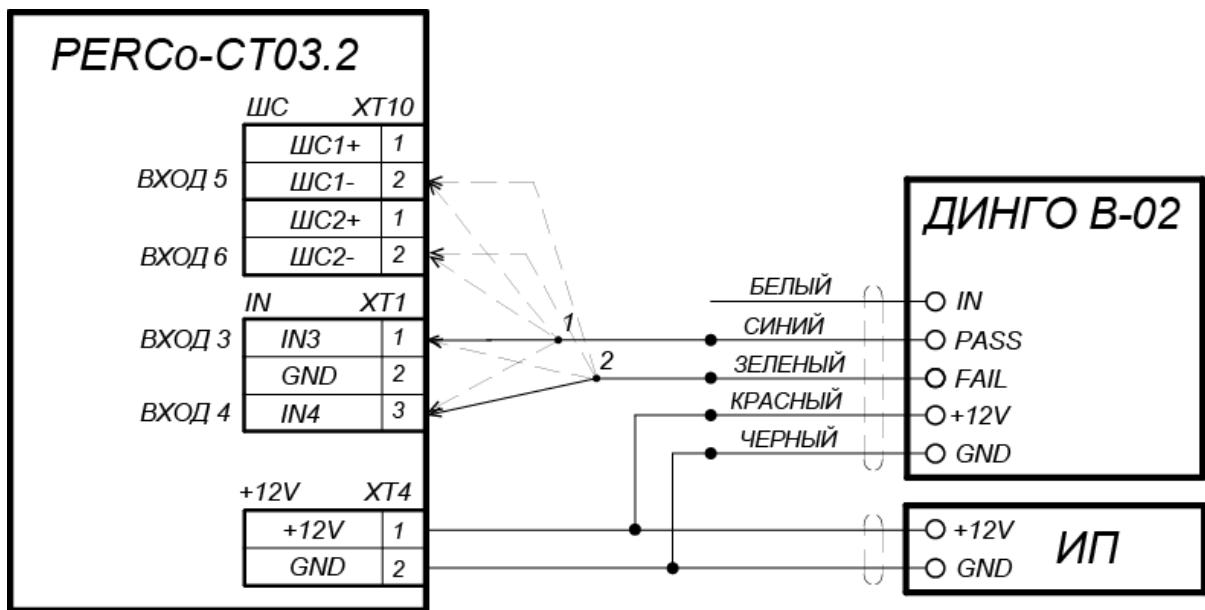 PERCo-CT03.2
ШС XT10
ШС1+ 1
ВХОД 5 ШС1- 2
ШС2+ 1
ВХОД 6 ШС2- 2
IN XT1
ВХОД 3 IN3 1
GND 2
ВХОД 4 IN4 3
+12V XT4
+12V 1
GND 2
1
2
БЕЛЫЙ
СИНИЙ
ЗЕЛЕНЫЙ
КРАСНЫЙ
ЧЕРНЫЙ
ДИНГО В-02
IN
PASS
FAIL
+12V
GND
+12V
GND
ИП